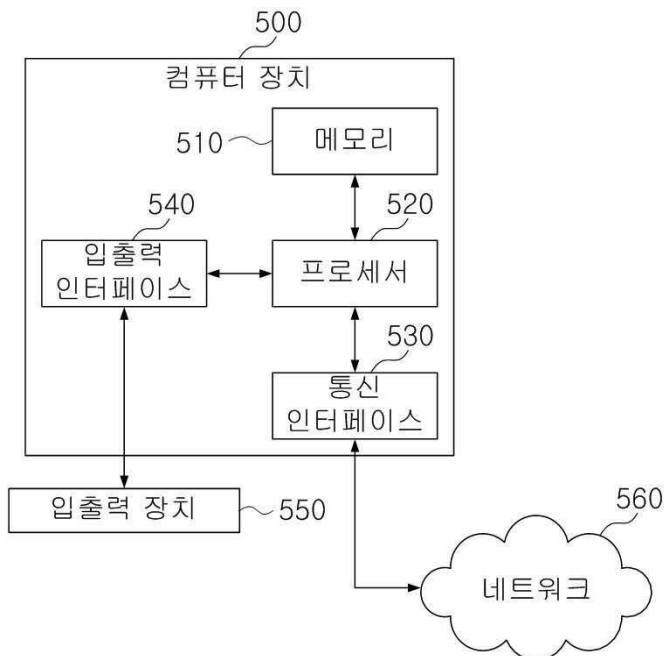 500
컴퓨터 장치
510
메모리
540
520
입출력
인터페이스
프로세서
530
통신
인터페이스
입출력 장치
550
560
네트워크